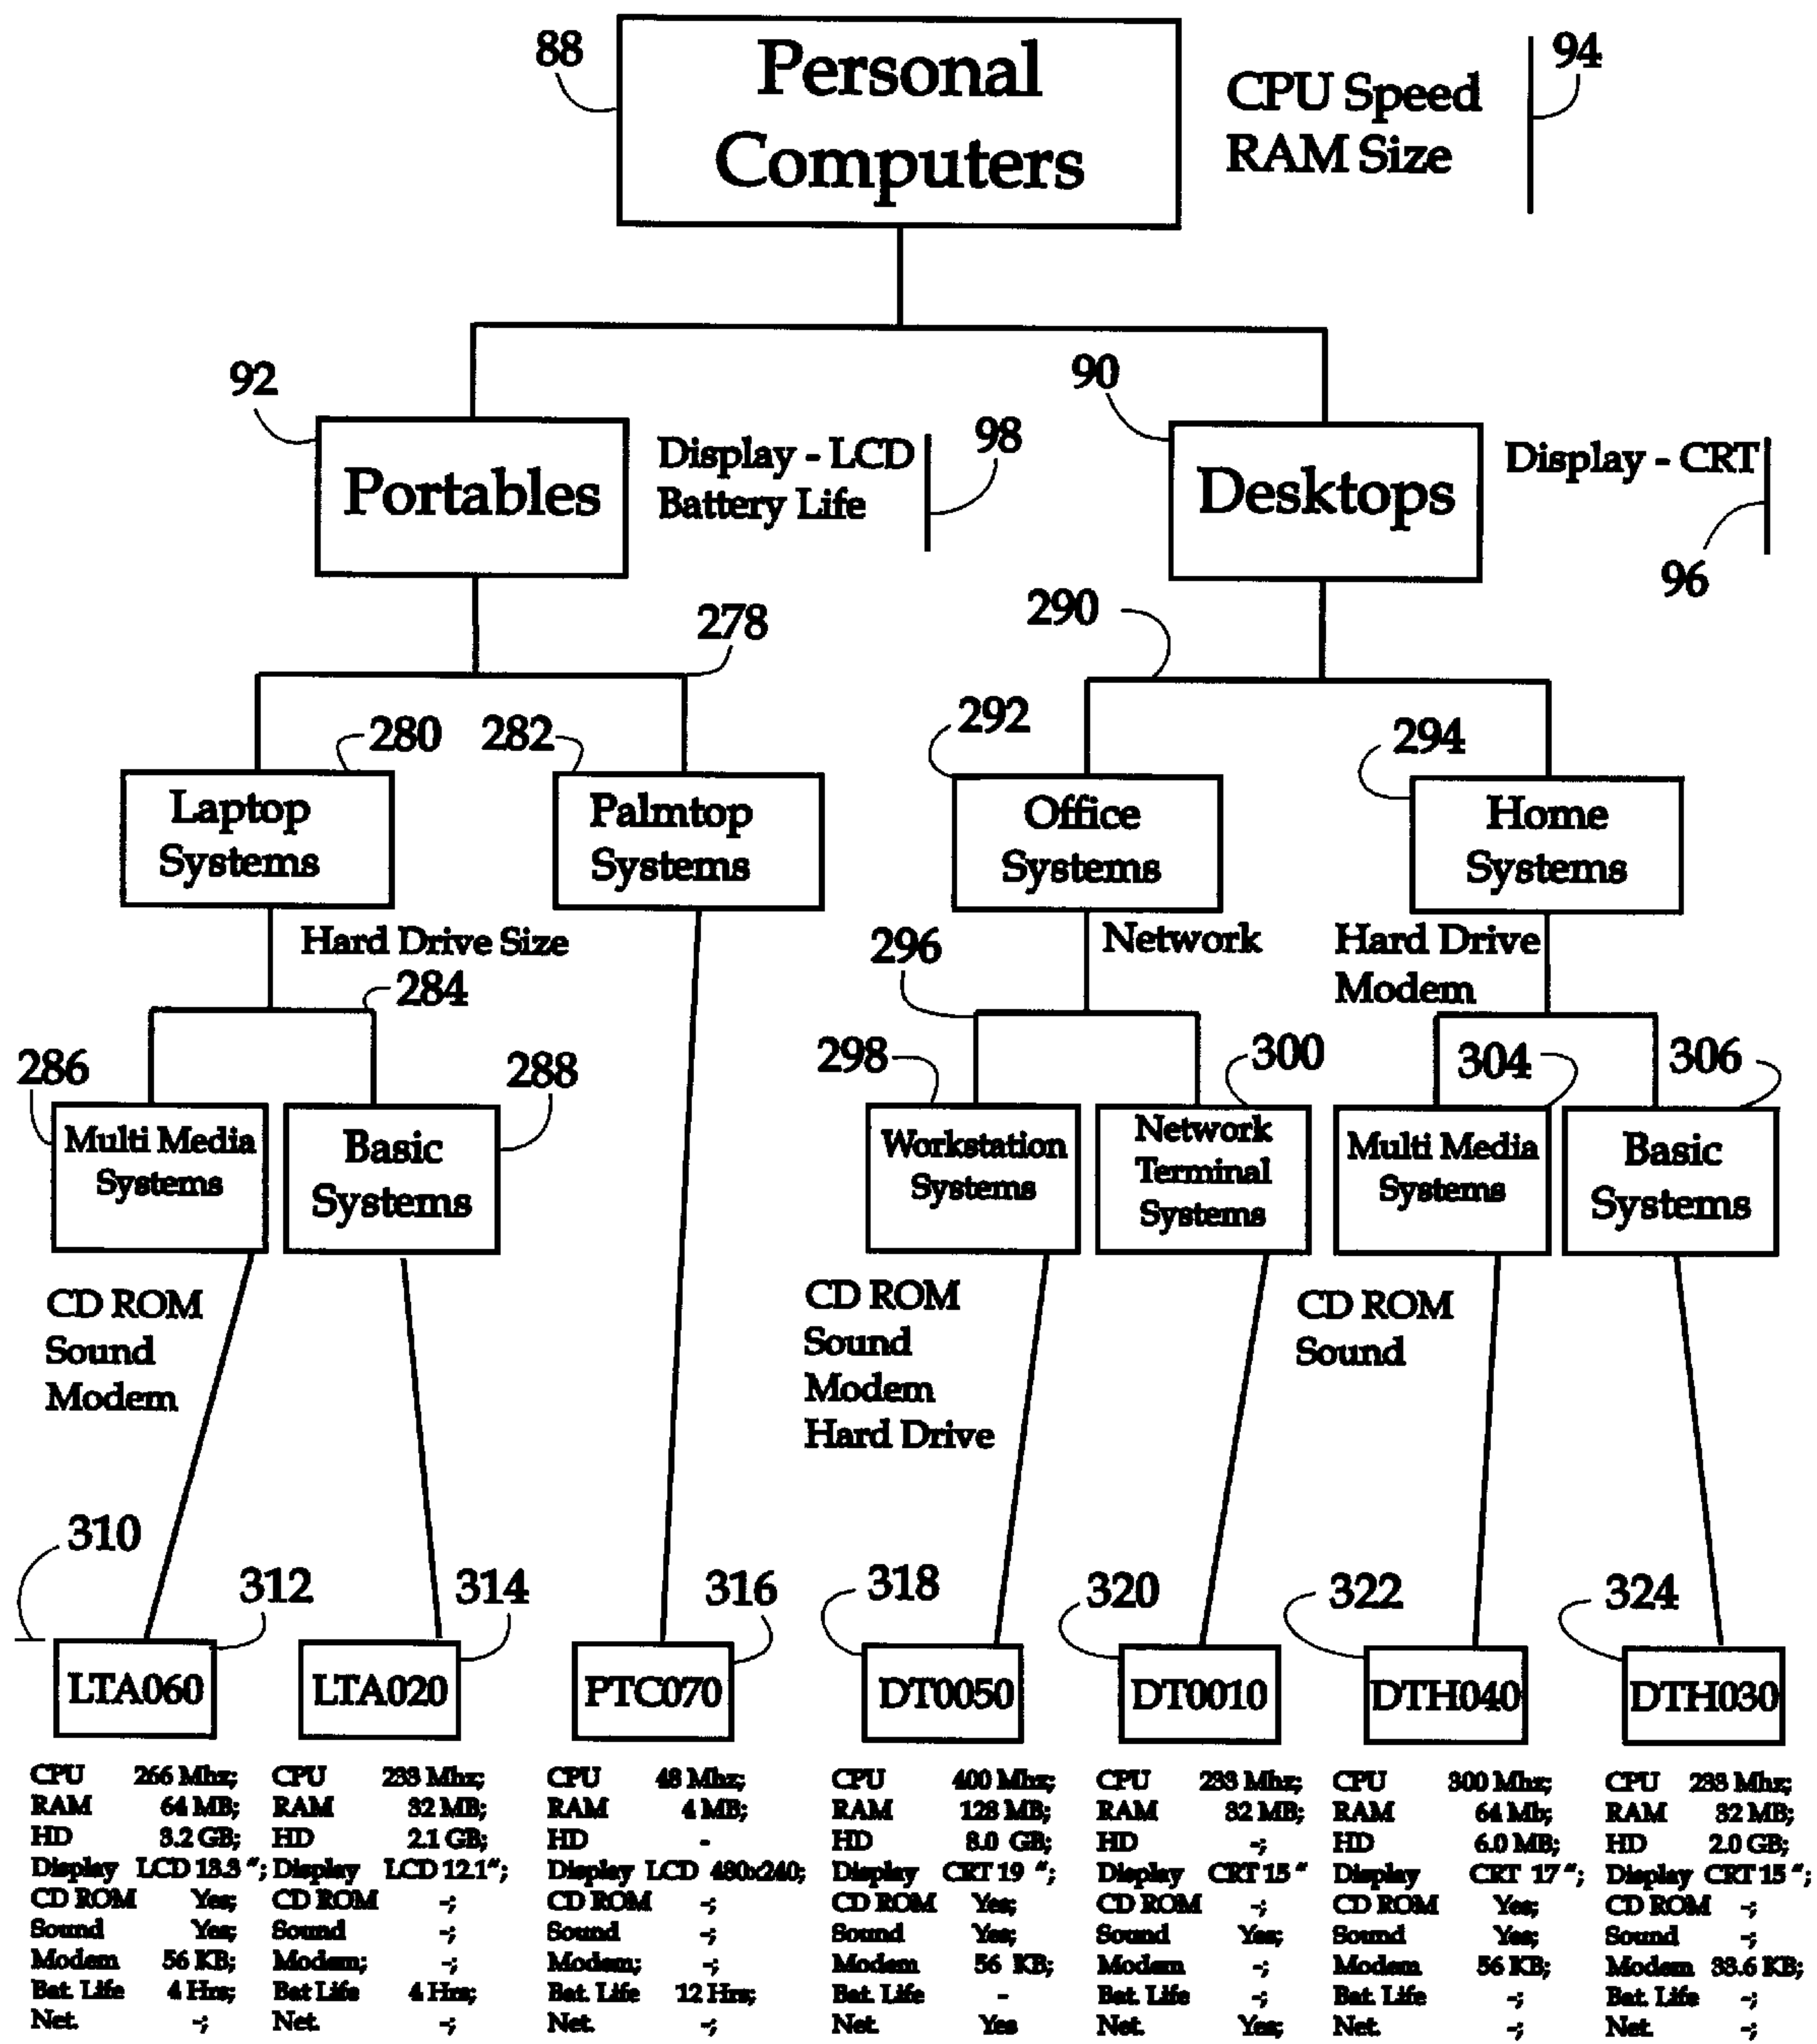 88
Personal
Computers
CPU Speed
RAM Size
94
92
Portables
Display - LCD
Battery Life
98
90
Desktops
Display - CRT
96
278
290
280
282
292
294
Laptop
Systems
Palmtop
Systems
Office
Systems
Home
Systems
Hard Drive Size
284
296
Network
Hard Drive
Modem
286
288
298
300
304
306
Multi Media
Systems
Basic
Systems
Workstation
Systems
Network
Terminal
Systems
Multi Media
Systems
Basic
Systems
CD ROM
Sound
Modem
CD ROM
Sound
Modem
Hard Drive
CD ROM
Sound
310
312
314
316
318
320
322
324
LTA060
LTA020
PTC070
DT0050
DT0010
DTH040
DTH030
CPU 266 Mhz;
RAM 64 MB;
HD 3.2 GB;
Display LCD 13.3 ";
CD ROM Yes;
Sound Yes;
Modem 56 KB;
Bat. Life 4 Hrs;
Net. -;
CPU 233 Mhz;
RAM 32 MB;
HD 2.1 GB;
Display LCD 12.1";
CD ROM -;
Sound -;
Modem; -;
Bat Life 4 Hrs;
Net. -;
CPU 48 Mhz;
RAM 4 MB;
HD -
Display LCD 480x240;
CD ROM -;
Sound -;
Modem; -;
Bat. Life 12 Hrs;
Net. -;
CPU 400 Mhz;
RAM 128 MB;
HD 8.0 GB;
Display CRT 19 ";
CD ROM Yes;
Sound Yes;
Modem 56 KB;
Bat. Life -
Net. Yes
CPU 233 Mhz;
RAM 32 MB;
HD -;
Display CRT 15 "
CD ROM -;
Sound Yes;
Modem -;
Bat. Life -;
Net. Yes;
CPU 300 Mhz;
RAM 64 Mb;
HD 6.0 MB;
Display CRT 17 ";
CD ROM Yes;
Sound Yes;
Modem 56 KB;
Bat. Life -;
Net. -;
CPU 233 Mhz;
RAM 32 MB;
HD 2.0 GB;
Display CRT 15 ";
CD ROM -;
Sound -;
Modem 33.6 KB;
Bat. Life -;
Net. -;